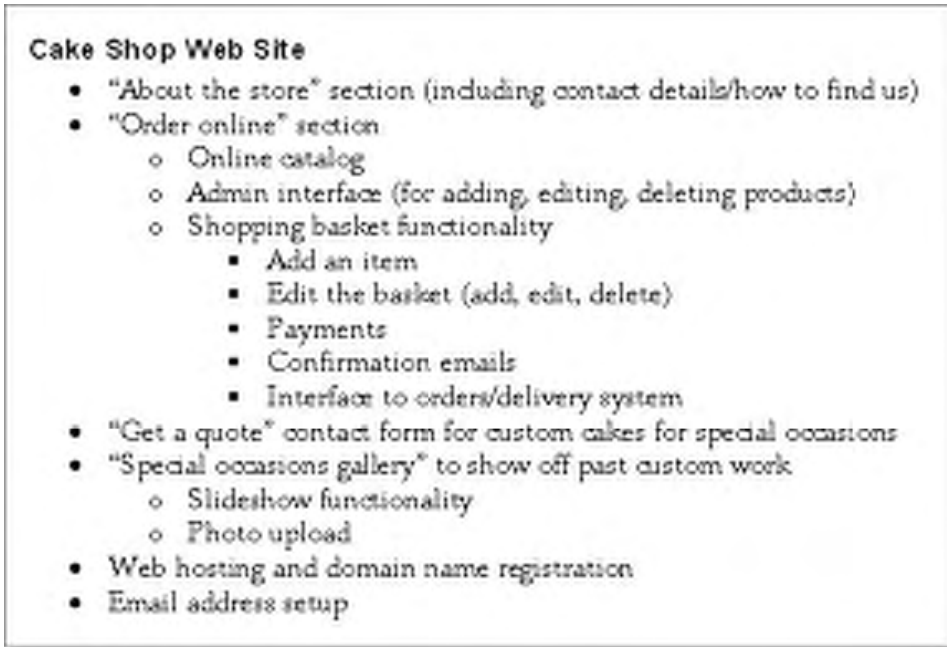 Cake Shop Web Site
• “About the store” section (including contact details/how to find us)
• “Order online” section
o Online catalog
o Admin interface (for adding, editing, deleting products)
o Shopping basket functionality
▪ Add an item
▪ Edit the basket (add, edit, delete)
▪ Payments
▪ Confirmation emails
▪ Interface to orders/delivery system
• “Get a quote” contact form for custom cakes for special occasions
• “Special occasions gallery” to show off past custom work
o Slideshow functionality
o Photo upload
• Web hosting and domain name registration
• Email address setup